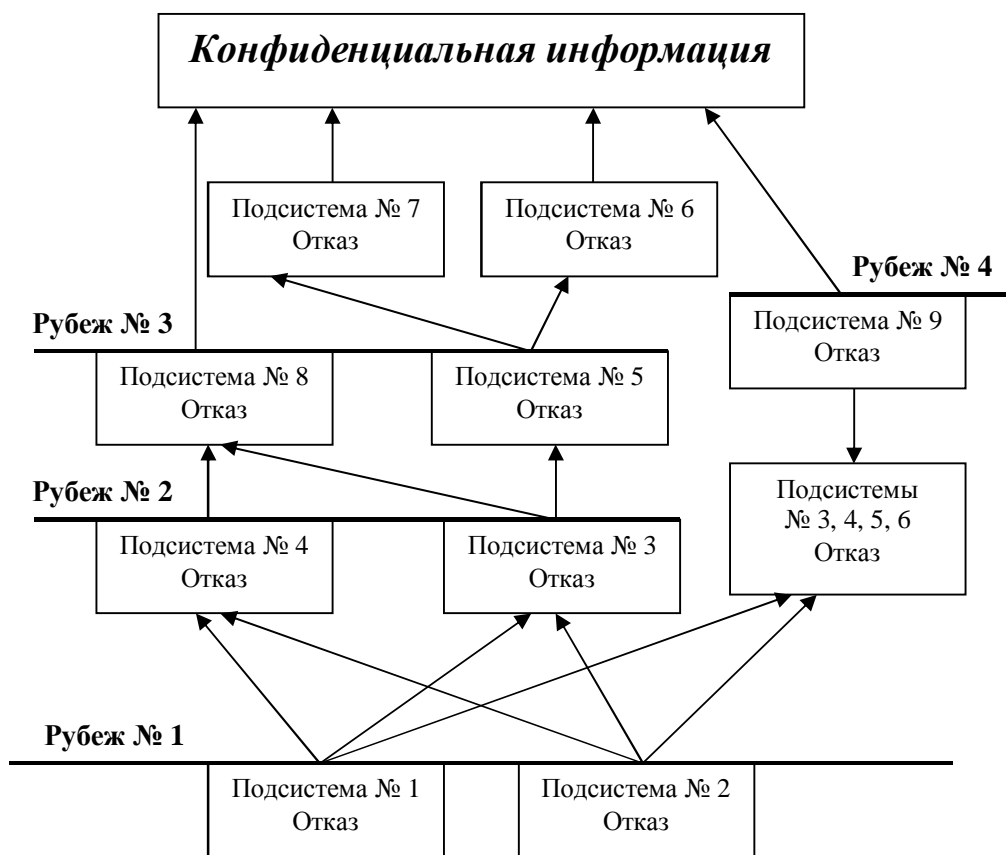 Конфиденциальная информация
Подсистема № 7
Отказ
Подсистема № 6
Отказ
Рубеж № 4
Рубеж № 3
Подсистема № 9
Отказ
Подсистема № 8
Отказ
Подсистема № 5
Отказ
Рубеж № 2
Подсистемы
№ 3, 4, 5, 6
Отказ
Подсистема № 4
Отказ
Подсистема № 3
Отказ
Рубеж № 1
Подсистема № 1
Отказ
Подсистема № 2
Отказ